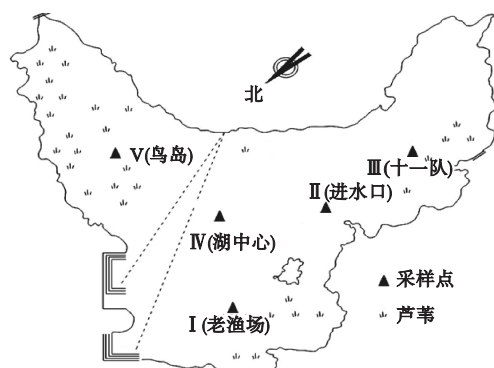 北
Ⅴ(鸟岛)
Ⅲ(十一队)
Ⅱ(进水口)
Ⅳ(湖中心)
Ⅰ(老渔场)
采样点
芦苇